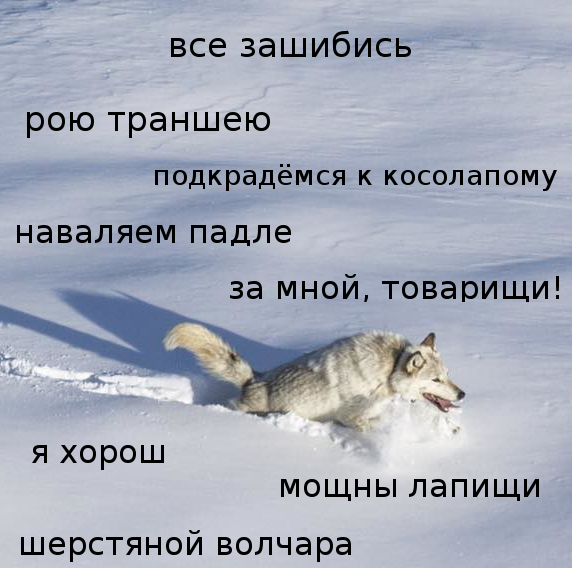 все зашибись
рою траншею
подкрадёмся к косолапому
наваляем падле
за мной, товарищи!
я хорош
мощны лапищи
шерстяной волчара